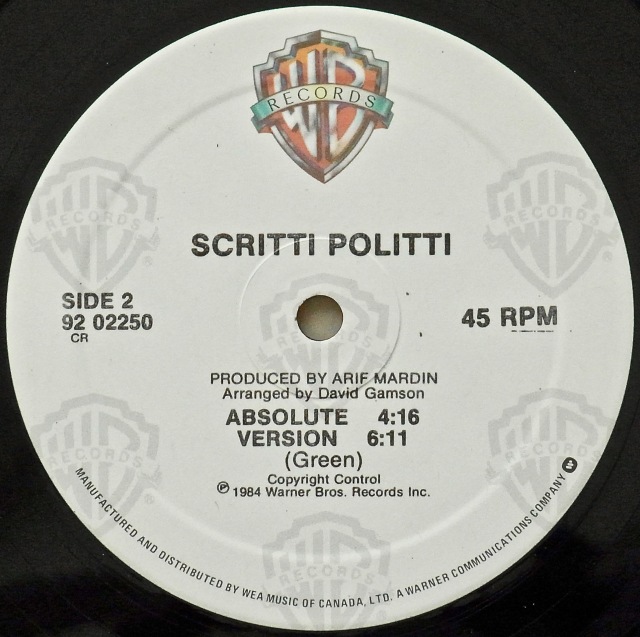 WB
RECORDS
SCRITTI POLITTI
SIDE 2
92 02250
CR
45 RPM
PRODUCED BY ARIF MARDIN
Arranged by David Gamson
ABSOLUTE 4:16
VERSION 6:11
(Green)
Copyright Control
℗ 1984 Warner Bros. Records Inc.
MANUFACTURED AND DISTRIBUTED BY WEA MUSIC OF CANADA, LTD. A WARNER COMMUNICATIONS COMPANY